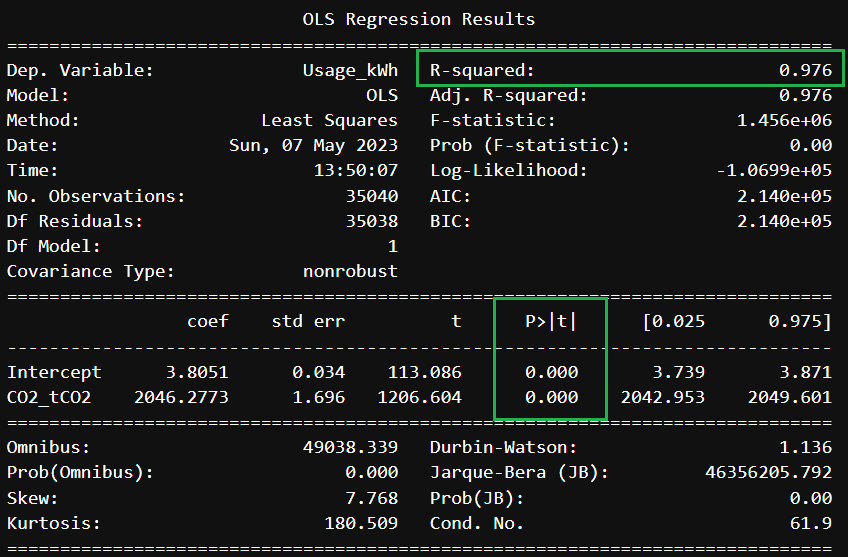 OLS Regression Results
==============================================================================
Dep. Variable: Usage_kWh R-squared: 0.976
Model: OLS Adj. R-squared: 0.976
Method: Least Squares F-statistic: 1.456e+06
Date: Sun, 07 May 2023 Prob (F-statistic): 0.00
Time: 13:50:07 Log-Likelihood: -1.0699e+05
No. Observations: 35040 AIC: 2.140e+05
Df Residuals: 35038 BIC: 2.140e+05
Df Model: 1
Covariance Type: nonrobust
==============================================================================
coef std err t P>|t| [0.025 0.975]
------------------------------------------------------------------------------
Intercept 3.8051 0.034 113.086 0.000 3.739 3.871
CO2_tCO2 2046.2773 1.696 1206.604 0.000 2042.953 2049.601
==============================================================================
Omnibus: 49038.339 Durbin-Watson: 1.136
Prob(Omnibus): 0.000 Jarque-Bera (JB): 46356205.792
Skew: 7.768 Prob(JB): 0.00
Kurtosis: 180.509 Cond. No. 61.9
==============================================================================